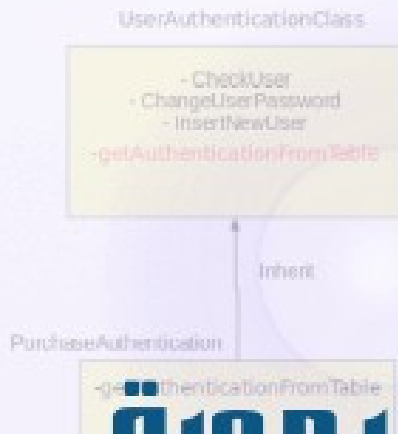 UserAuthenticationClass
- CheckUser
- ChangeUserPassword
- InsertNewUser
-getAuthenticationFromTable
Inherit
PurchaseAuthentication